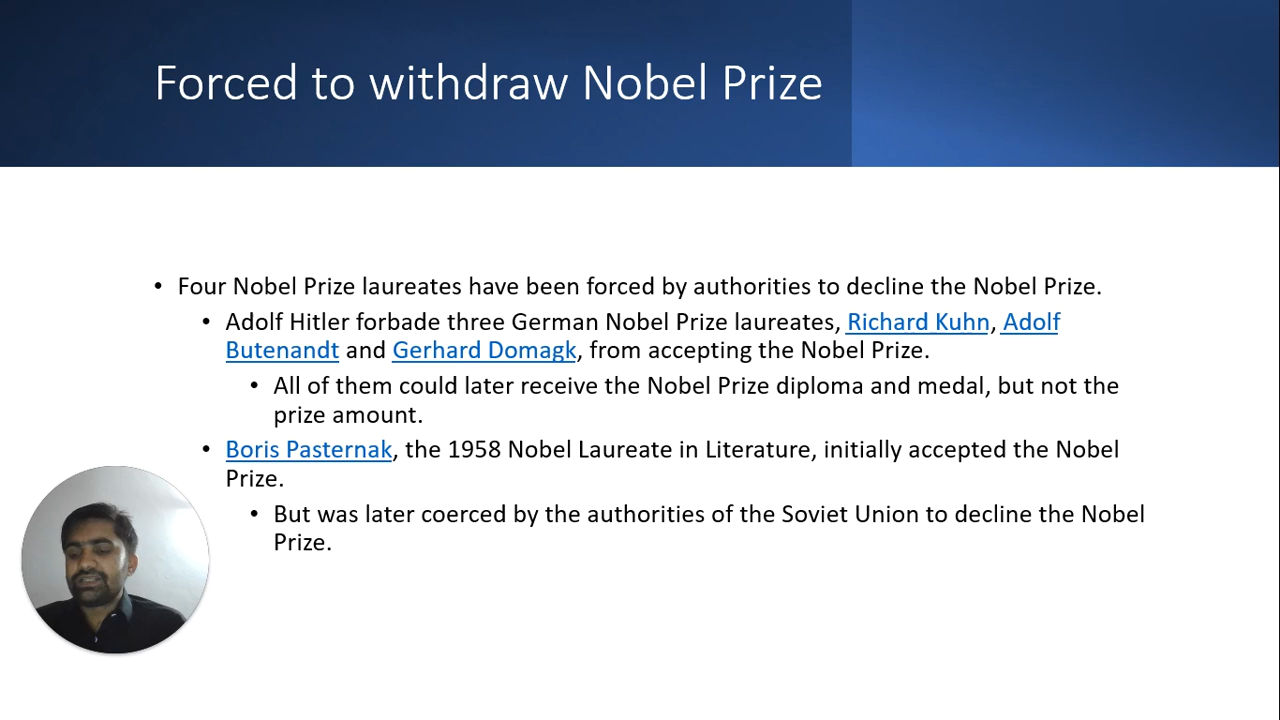 Forced to withdraw Nobel Prize
• Four Nobel Prize laureates have been forced by authorities to decline the Nobel Prize.
• Adolf Hitler forbade three German Nobel Prize laureates, Richard Kuhn, Adolf
Butenandt and Gerhard Domagk, from accepting the Nobel Prize.
• All of them could later receive the Nobel Prize diploma and medal, but not the
prize amount.
• Boris Pasternak, the 1958 Nobel Laureate in Literature, initially accepted the Nobel
Prize.
• But was later coerced by the authorities of the Soviet Union to decline the Nobel
Prize.